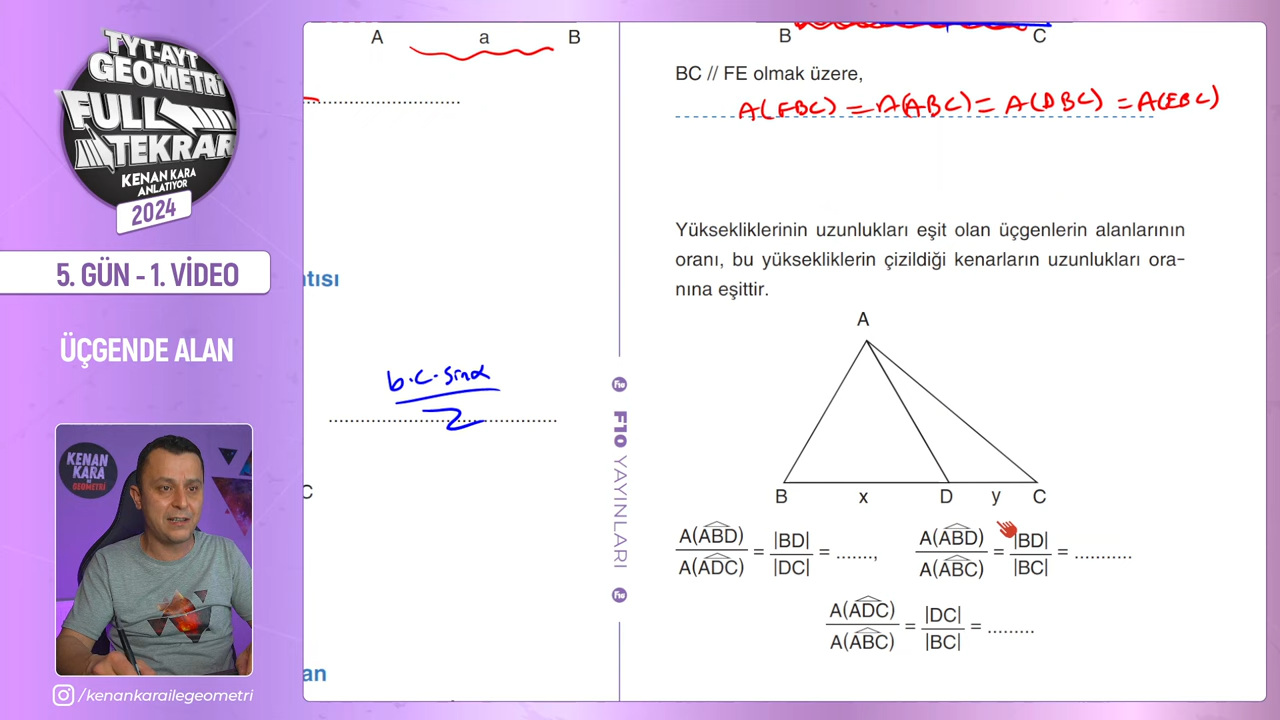 TYT-AYT
GEOMETRİ
FULL
TEKRAR
KENAN KARA
ANLATIYOR
2024
5. GÜN - 1. VİDEO
ÜÇGENDE ALAN
KENAN
KARA
GEOMETRİ
/kenankarailegeometri
A a B
tısı
b.c.sinα
2
C
an
F10 YAYINLARI
B C
BC // FE olmak üzere,
A(FBC) = A(ABC) = A(DBC) = A(EBC)
Yüksekliklerinin uzunlukları eşit olan üçgenlerin alanlarının
oranı, bu yüksekliklerin çizildiği kenarların uzunlukları ora-
nına eşittir.
A
B x D y C
A(ABD)/A(ADC) = |BD|/|DC| = ......., A(ABD)/A(ABC) = |BD|/|BC| = ...........
A(ADC)/A(ABC) = |DC|/|BC| = .........